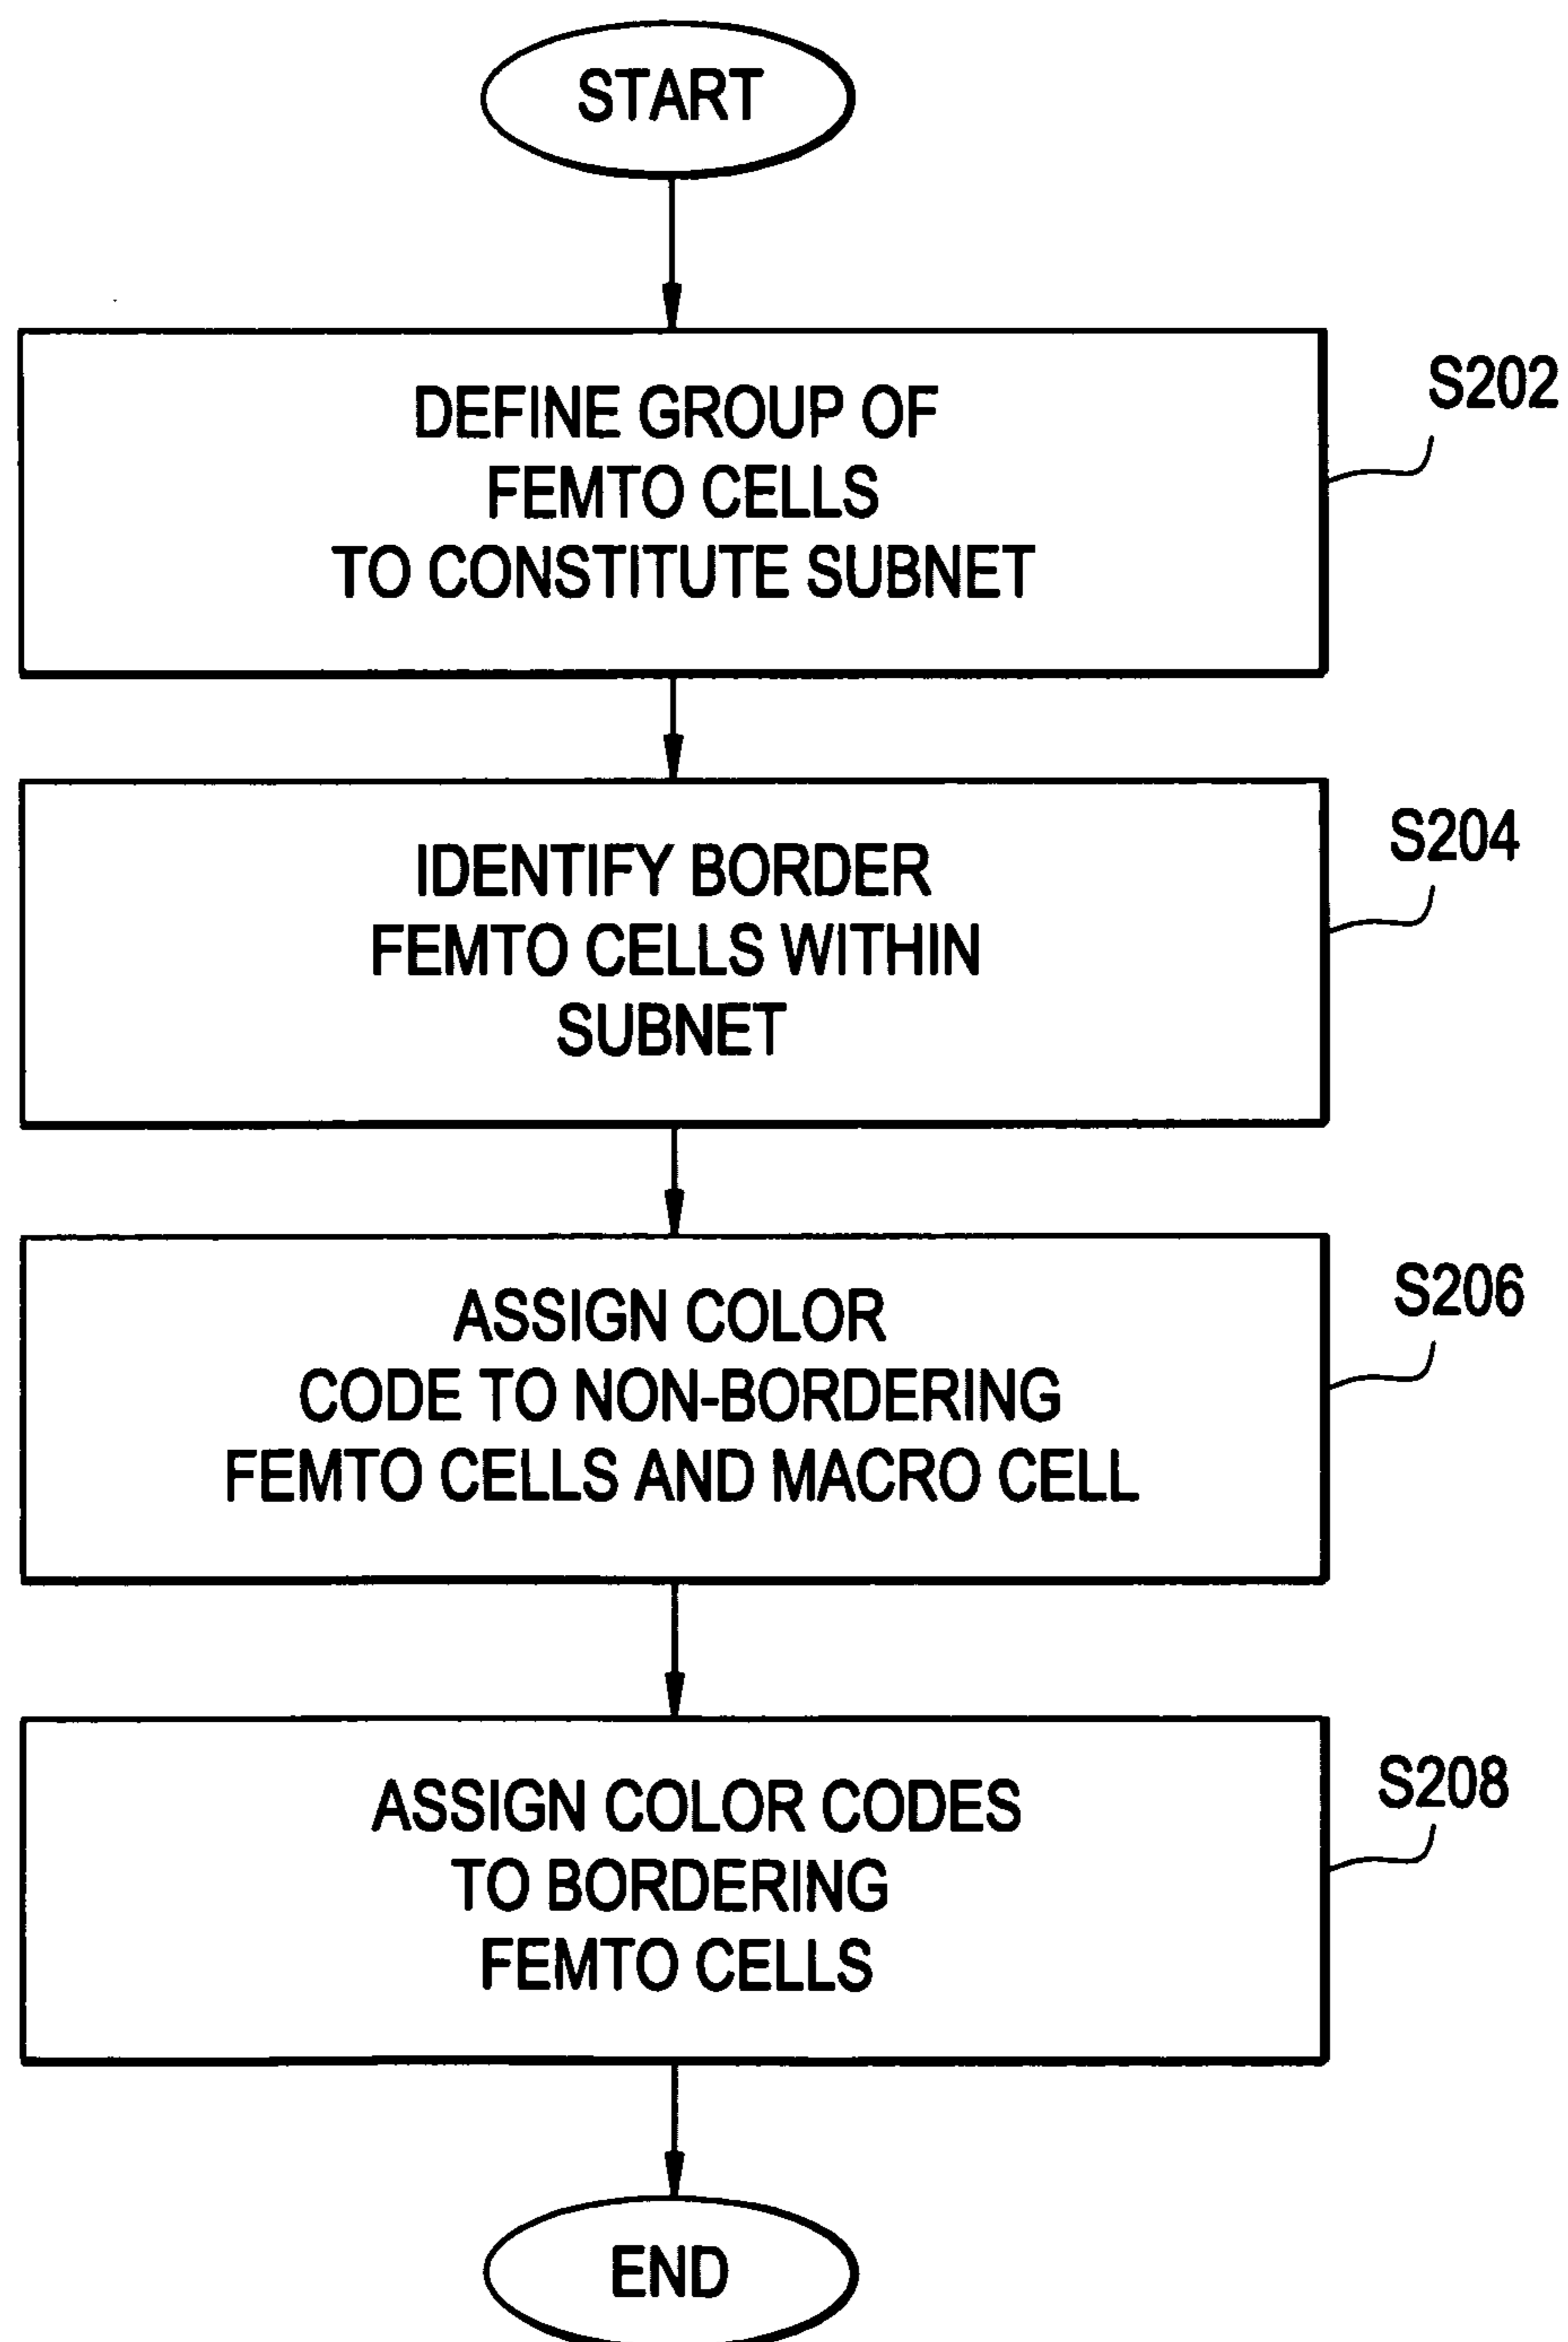 START
DEFINE GROUP OF
FEMTO CELLS
TO CONSTITUTE SUBNET
S202
IDENTIFY BORDER
FEMTO CELLS WITHIN
SUBNET
S204
ASSIGN COLOR
CODE TO NON-BORDERING
FEMTO CELLS AND MACRO CELL
S206
ASSIGN COLOR CODES
TO BORDERING
FEMTO CELLS
S208
END